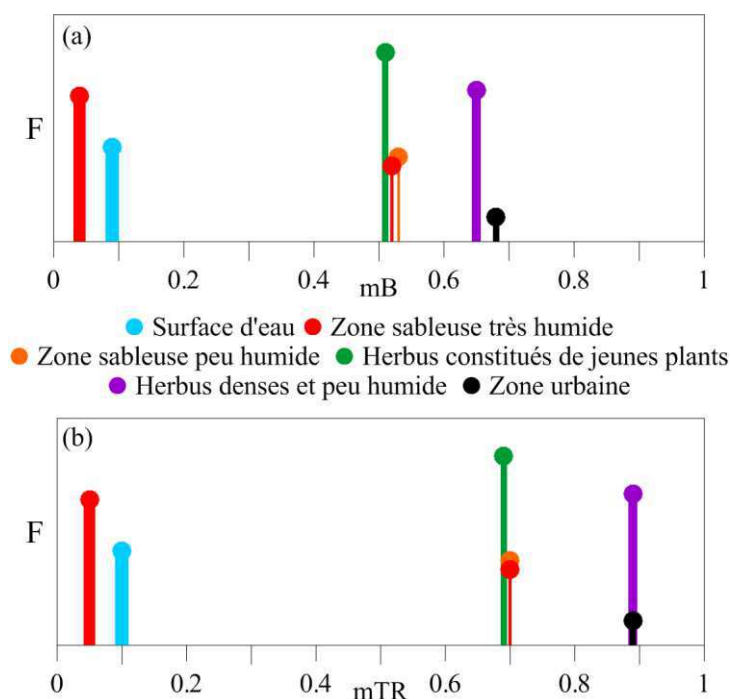 (a)
F
0 0.2 0.4 0.6 0.8 1
mB
Surface d'eau Zone sableuse très humide
Zone sableuse peu humide Herbus constitués de jeunes plants
Herbus denses et peu humide Zone urbaine
(b)
F
0 0.2 0.4 0.6 0.8 1
mTR